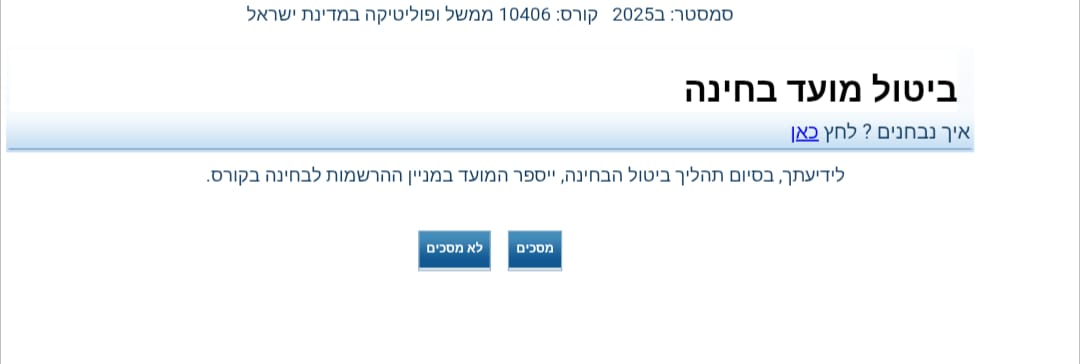 סמסטר: ב2025 קורס: 10406 ממשל ופוליטיקה במדינת ישראל
ביטול מועד בחינה
איך נבחנים ? לחץ כאן
לידיעתך, בסיום תהליך ביטול הבחינה, ייספר המועד במניין ההרשמות לבחינה בקורס.
מסכים לא מסכים